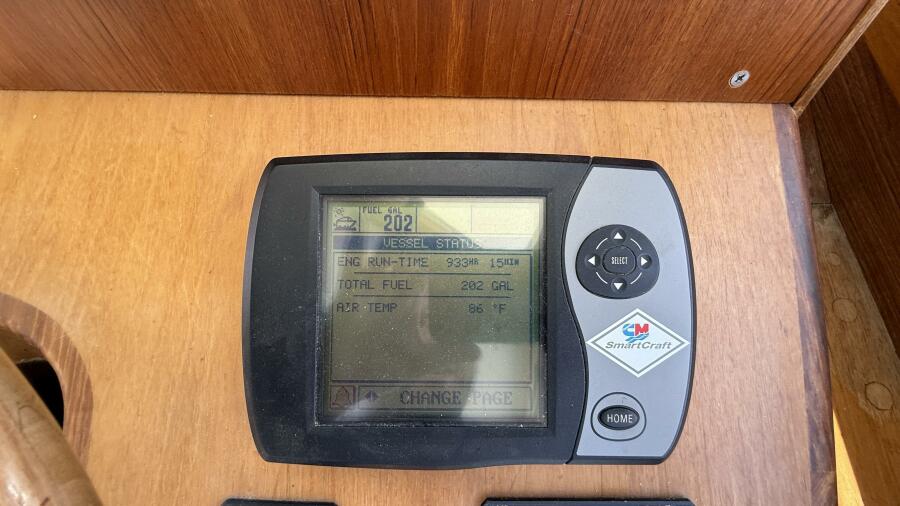 FUEL GAL
202
VESSEL STATUS
ENG RUN-TIME 933HR 15MIN
TOTAL FUEL 202 GAL
AIR TEMP 86 °F
CHANGE PAGE
SELECT
CM
SmartCraft
HOME